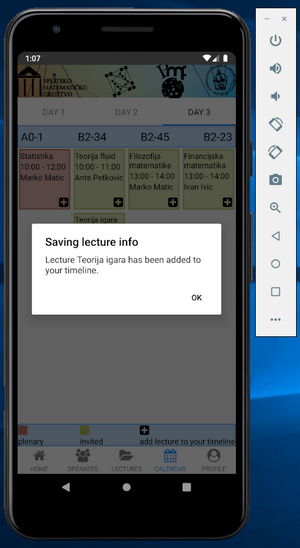 1:07
SPLITSKO
MATEMATIČKO
DRUŠTVO
DAY 1
DAY 2
DAY 3
A0-1
B2-34
B2-45
B2-23
Statistika
10:00 - 12:00
Marko Matic
Teorija fluid
10:00 - 11:00
Ante Petkovic
Filozofija
matematike
13:00 - 14:00
Marko Matic
Financijska
matematika
13:00 - 14:00
Ivan Ivic
Teorija igara
Saving lecture info
Lecture Teorija igara has been added to
your timeline.
OK
plenary
invited
add lecture to your timeline
HOME
SPEAKERS
LECTURES
CALENDAR
PROFILE